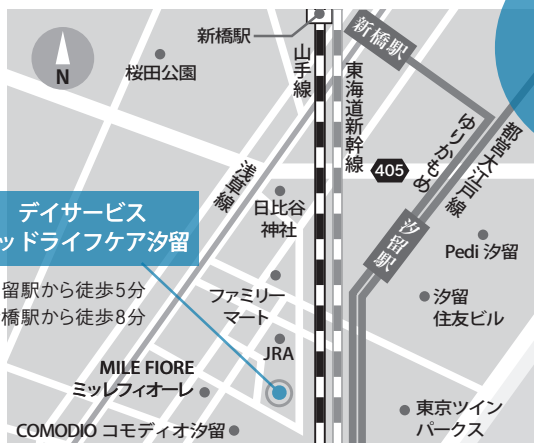 新橋駅
新橋駅
N
桜田公園
山手線
東海道新幹線
405
ゆりかもめ
都営大江戸線
浅草線
日比谷
神社
汐留駅
Pedi 汐留
デイサービス
ッドライフケア汐留
留駅から徒歩5分
橋駅から徒歩8分
ファミリー
マート
汐留
住友ビル
JRA
MILE FIORE
ミッレフィオーレ
東京ツイン
パークス
COMODIO コモディオ汐留